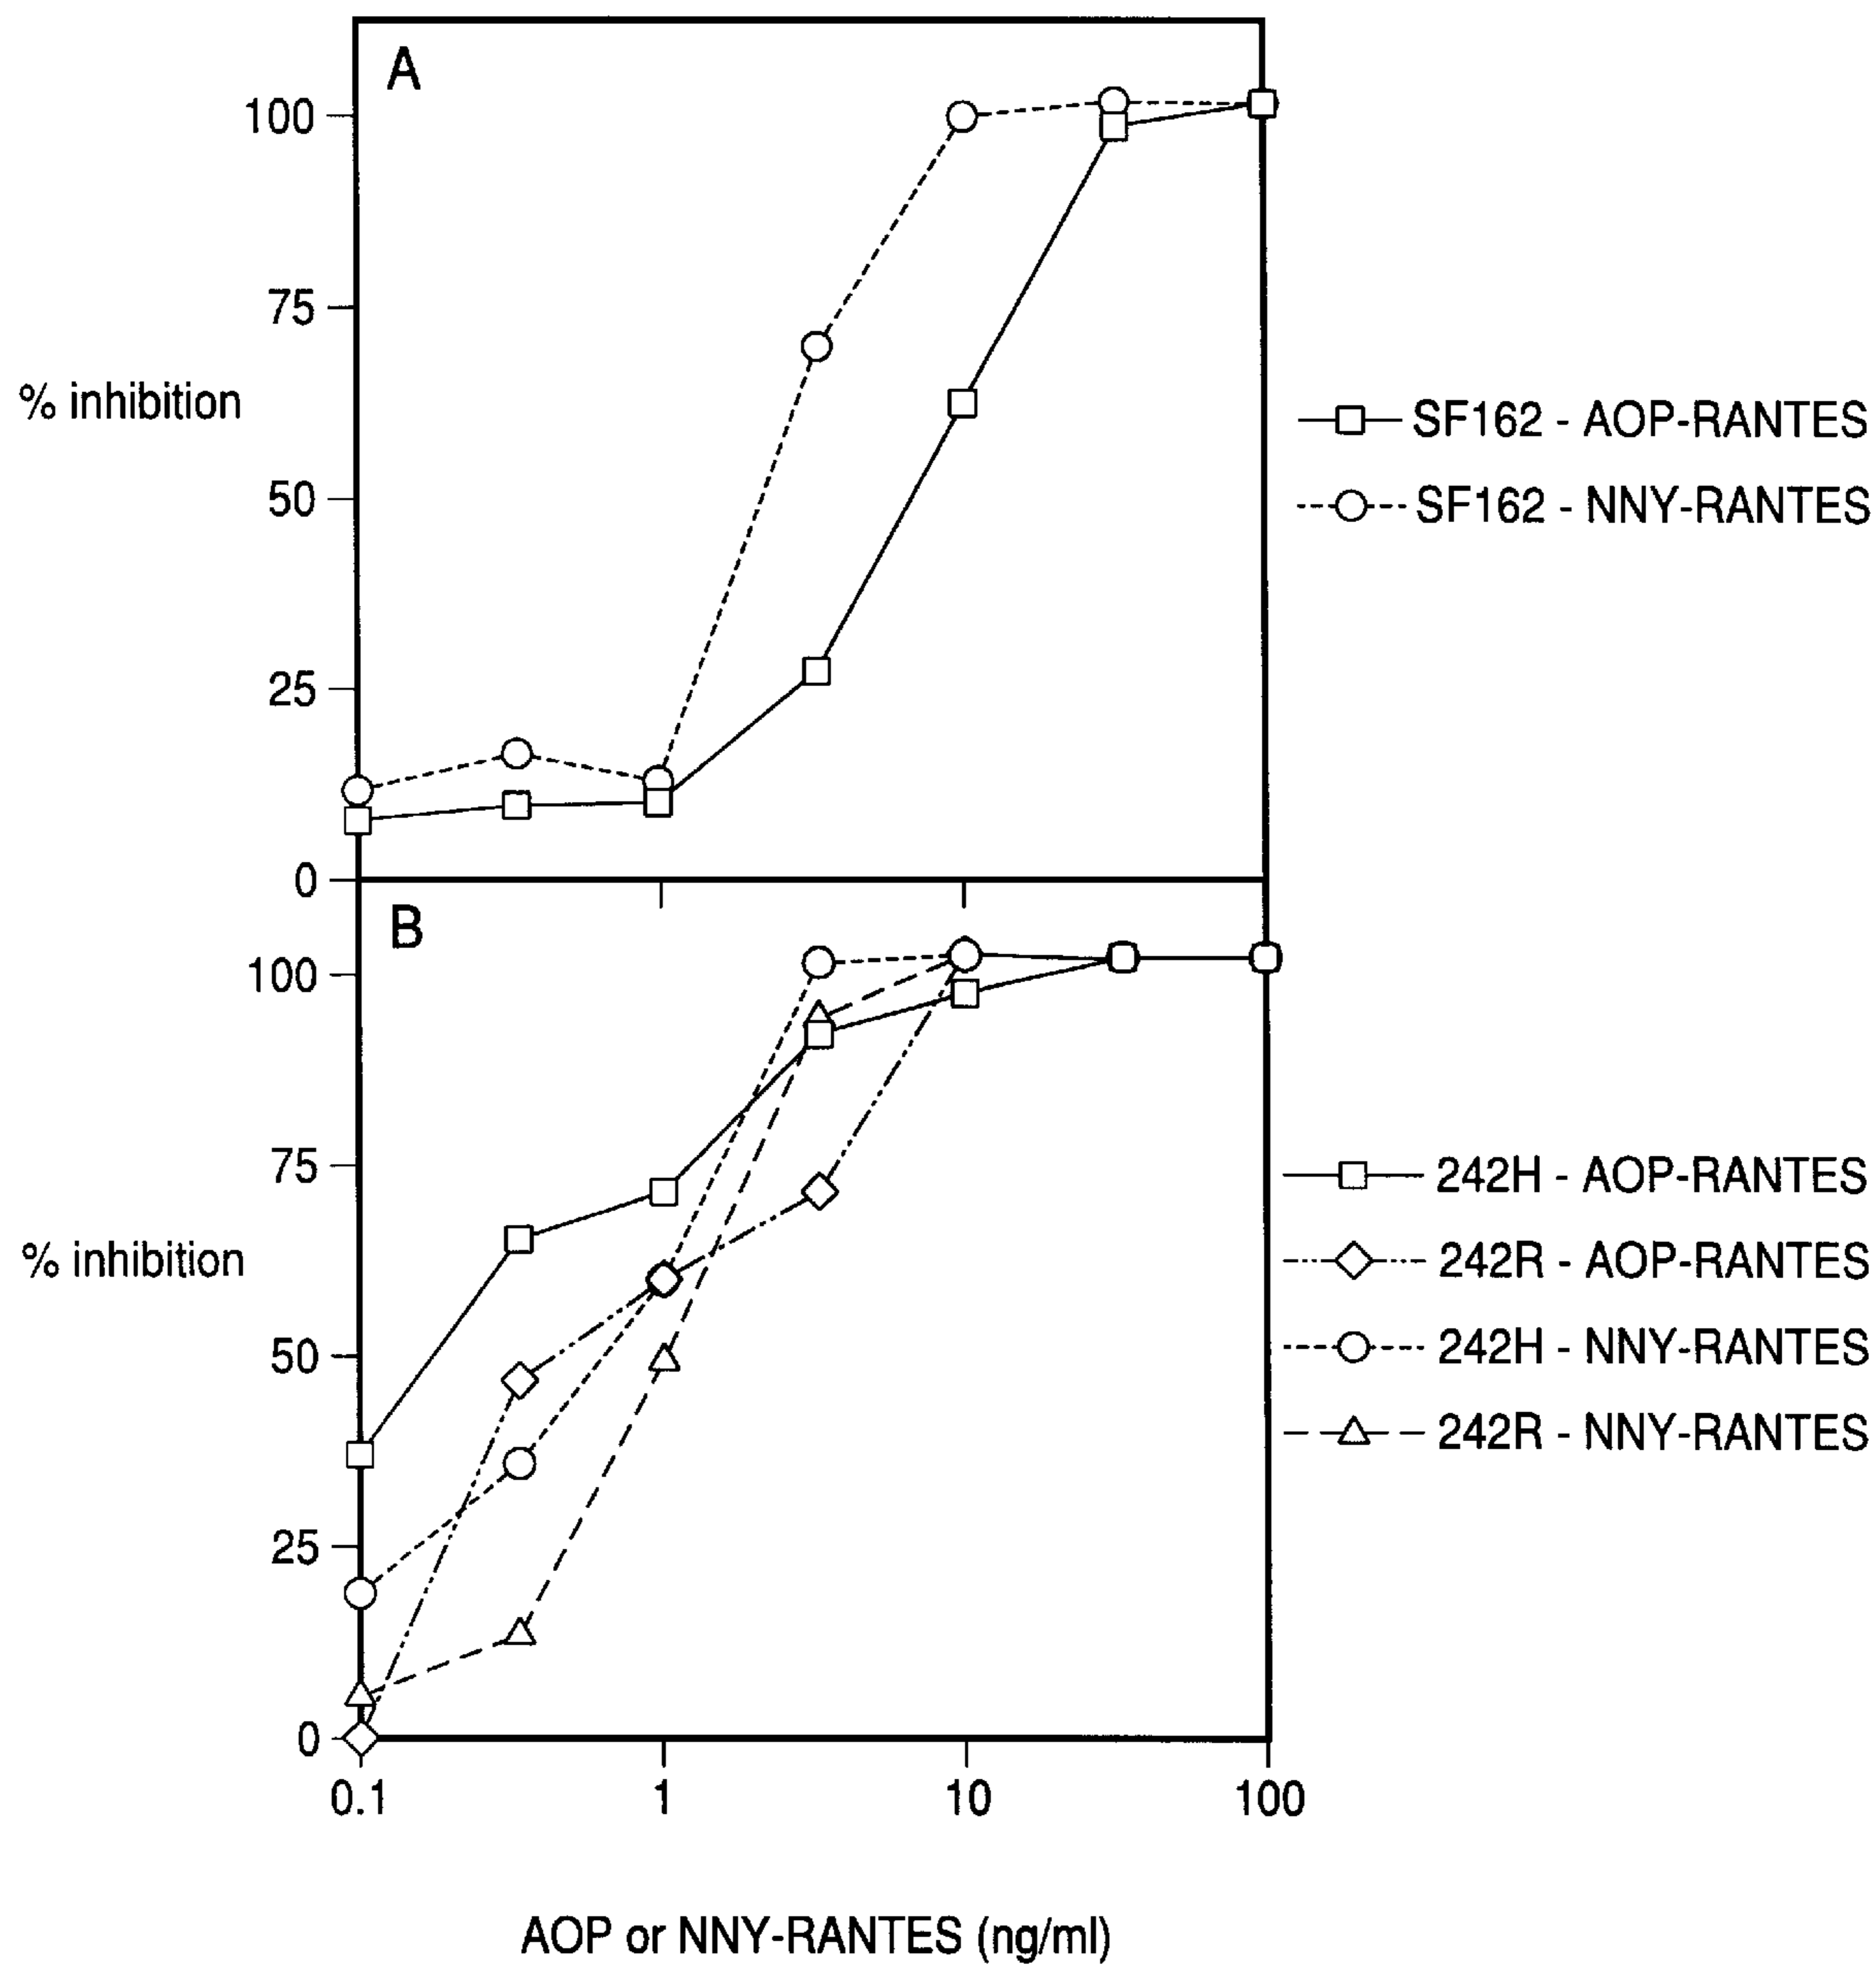 A
100
75
% inhibition
50
25
0
SF162 - AOP-RANTES
SF162 - NNY-RANTES
B
100
75
% inhibition
50
25
0
242H - AOP-RANTES
242R - AOP-RANTES
242H - NNY-RANTES
242R - NNY-RANTES
0.1 1 10 100
AOP or NNY-RANTES (ng/ml)